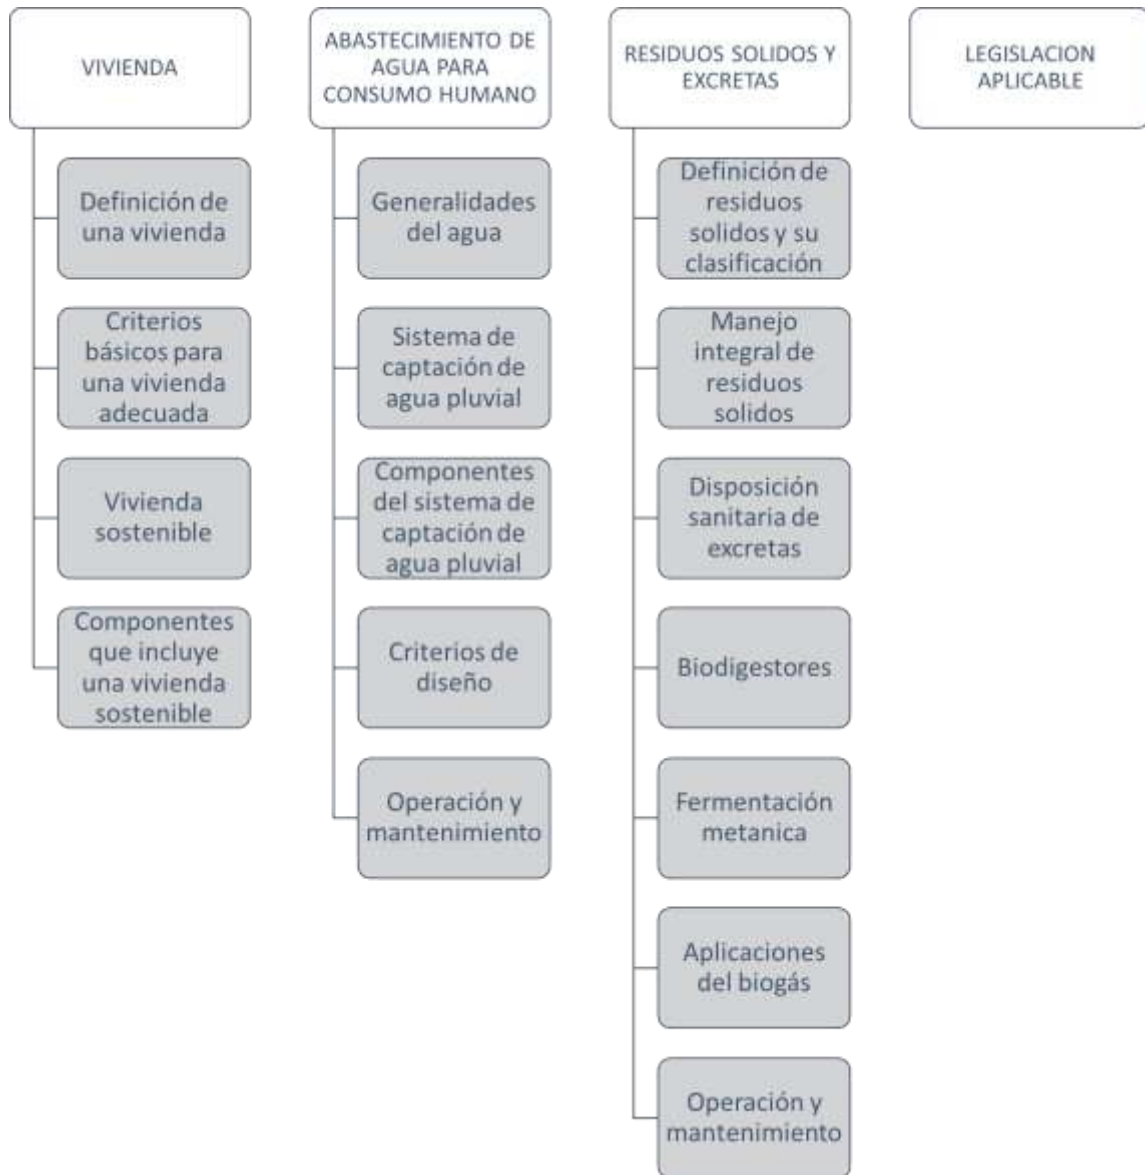 VIVIENDA
Definición de
una vivienda
Criterios
básicos para
una vivienda
adecuada
Vivienda
sostenible
Componentes
que incluye
una vivienda
sostenible
ABASTECIMIENTO DE
AGUA PARA
CONSUMO HUMANO
Generalidades
del agua
Sistema de
captación de
agua pluvial
Componentes
del sistema de
captación de
agua pluvial
Criterios de
diseño
Operación y
mantenimiento
RESIDUOS SOLIDOS Y
EXCRETAS
Definición de
residuos
solidos y su
clasificación
Manejo
integral de
residuos
solidos
Disposición
sanitaria de
excretas
Biodigestores
Fermentación
metanica
Aplicaciones
del biogás
Operación y
mantenimiento
LEGISLACION
APLICABLE